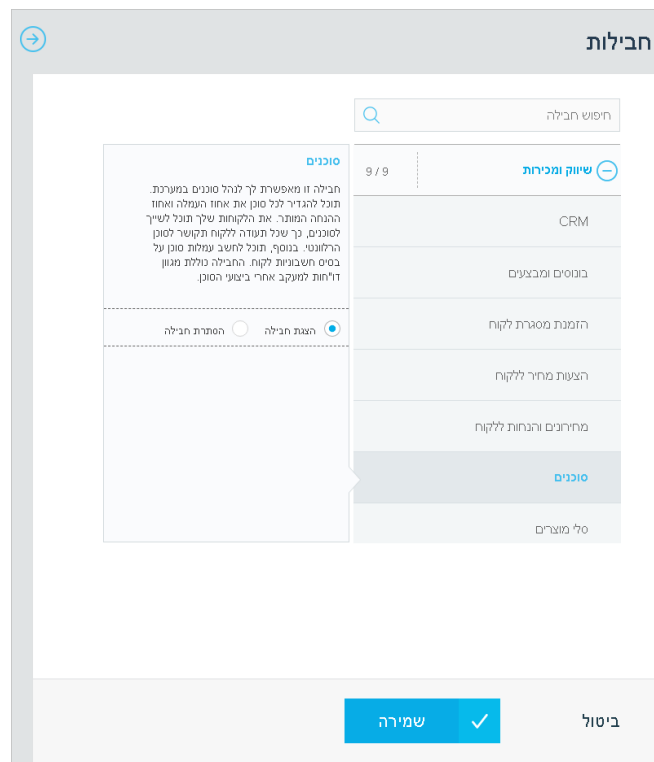 חבילות
חיפוש חבילה
שיווק ומכירות
9 / 9
CRM
בונוסים ומבצעים
הזמנת מסגרת לקוח
הצעות מחיר ללקוח
מחירונים והנחות ללקוח
סוכנים
סלי מוצרים
סוכנים
חבילה זו מאפשרת לך לנהל סוכנים במערכת.
תוכל להגדיר לכל סוכן את אחוז העמלה ואחוז
ההנחה המותר. את הלקוחות שלך תוכל לשייך
לסוכנים, כך שכל תעודה ללקוח תקושר לסוכן
הרלוונטי. בנוסף, תוכל לחשב עמלות סוכן על
בסיס חשבוניות לקוח. החבילה כוללת מגוון
דו"חות למעקב אחרי ביצועי הסוכן.
הצגת חבילה
הסתרת חבילה
ביטול
שמירה